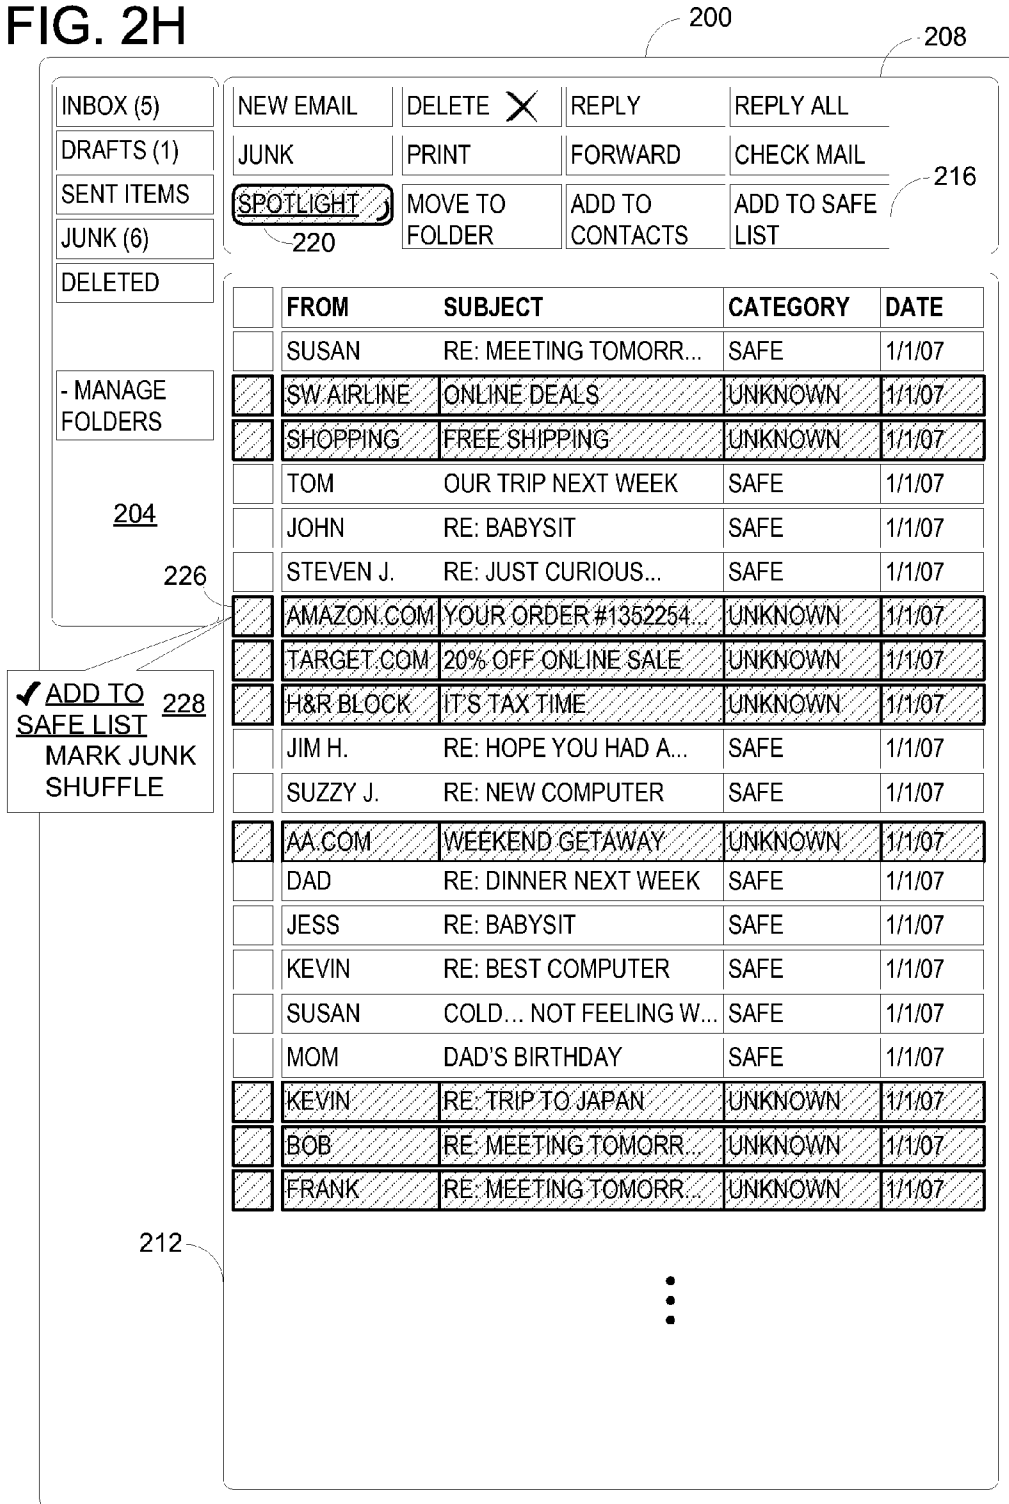 FIG. 2H
200
208
INBOX (5)
DRAFTS (1)
SENT ITEMS
JUNK (6)
DELETED
- MANAGE
FOLDERS
204
NEW EMAIL DELETE REPLY REPLY ALL
JUNK PRINT FORWARD CHECK MAIL
SPOTLIGHT MOVE TO FOLDER ADD TO CONTACTS ADD TO SAFE LIST
216
220
FROM SUBJECT CATEGORY DATE
SUSAN RE: MEETING TOMORR... SAFE 1/1/07
SW AIRLINE ONLINE DEALS UNKNOWN 1/1/07
SHOPPING FREE SHIPPING UNKNOWN 1/1/07
TOM OUR TRIP NEXT WEEK SAFE 1/1/07
JOHN RE: BABYSIT SAFE 1/1/07
STEVEN J. RE: JUST CURIOUS... SAFE 1/1/07
226
AMAZON.COM YOUR ORDER #1352254... UNKNOWN 1/1/07
TARGET.COM 20% OFF ONLINE SALE UNKNOWN 1/1/07
H&R BLOCK IT'S TAX TIME UNKNOWN 1/1/07
JIM H. RE: HOPE YOU HAD A... SAFE 1/1/07
SUZZY J. RE: NEW COMPUTER SAFE 1/1/07
AA.COM WEEKEND GETAWAY UNKNOWN 1/1/07
DAD RE: DINNER NEXT WEEK SAFE 1/1/07
JESS RE: BABYSIT SAFE 1/1/07
KEVIN RE: BEST COMPUTER SAFE 1/1/07
SUSAN COLD... NOT FEELING W... SAFE 1/1/07
MOM DAD'S BIRTHDAY SAFE 1/1/07
KEVIN RE: TRIP TO JAPAN UNKNOWN 1/1/07
BOB RE: MEETING TOMORR... UNKNOWN 1/1/07
FRANK RE: MEETING TOMORR... UNKNOWN 1/1/07
✓ ADD TO
SAFE LIST 228
MARK JUNK
SHUFFLE
212